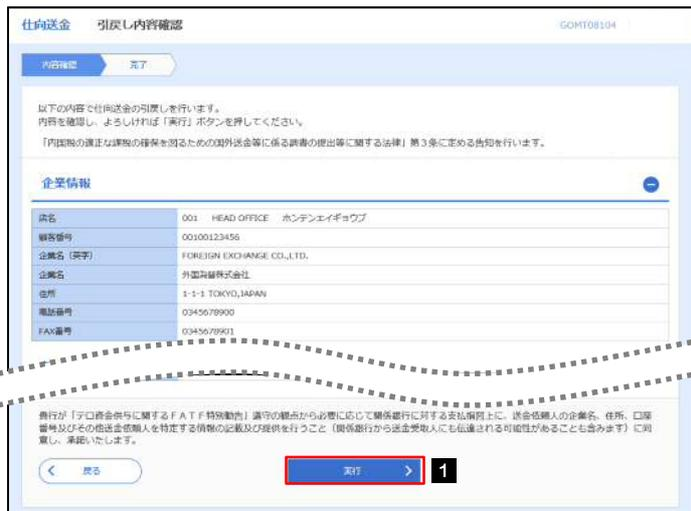 仕向送金 引戻し内容確認 GOMT08104
内容確認 完了
以下の内容で仕向送金の引戻しを行います。
内容を確認し、よろしければ「実行」ボタンを押してください。
「内国税の適正な課税の確保を図るための国外送金等に係る調書の提出等に関する法律」第3条に定める告知を行います。
企業情報
店名 001 HEAD OFFICE ホンテンエイギョウブ
顧客番号 00100123456
企業名（英字） FOREIGN EXCHANGE CO.,LTD.
企業名 外国為替株式会社
住所 1-1-1 TOKYO,JAPAN
電話番号 0345678900
FAX番号 0345678901
貴行が「テロ資金供与に関するＦＡＴＦ特別勧告」遵守の観点から必要に応じて関係銀行に対する支払指図上に、送金依頼人の企業名、住所、口座
番号及びその他送金依頼人を特定する情報の記載及び提供を行うこと（関係銀行から送金受取人にも伝達される可能性があることも含みます）に同
意し、承諾いたします。
戻る 実行 1